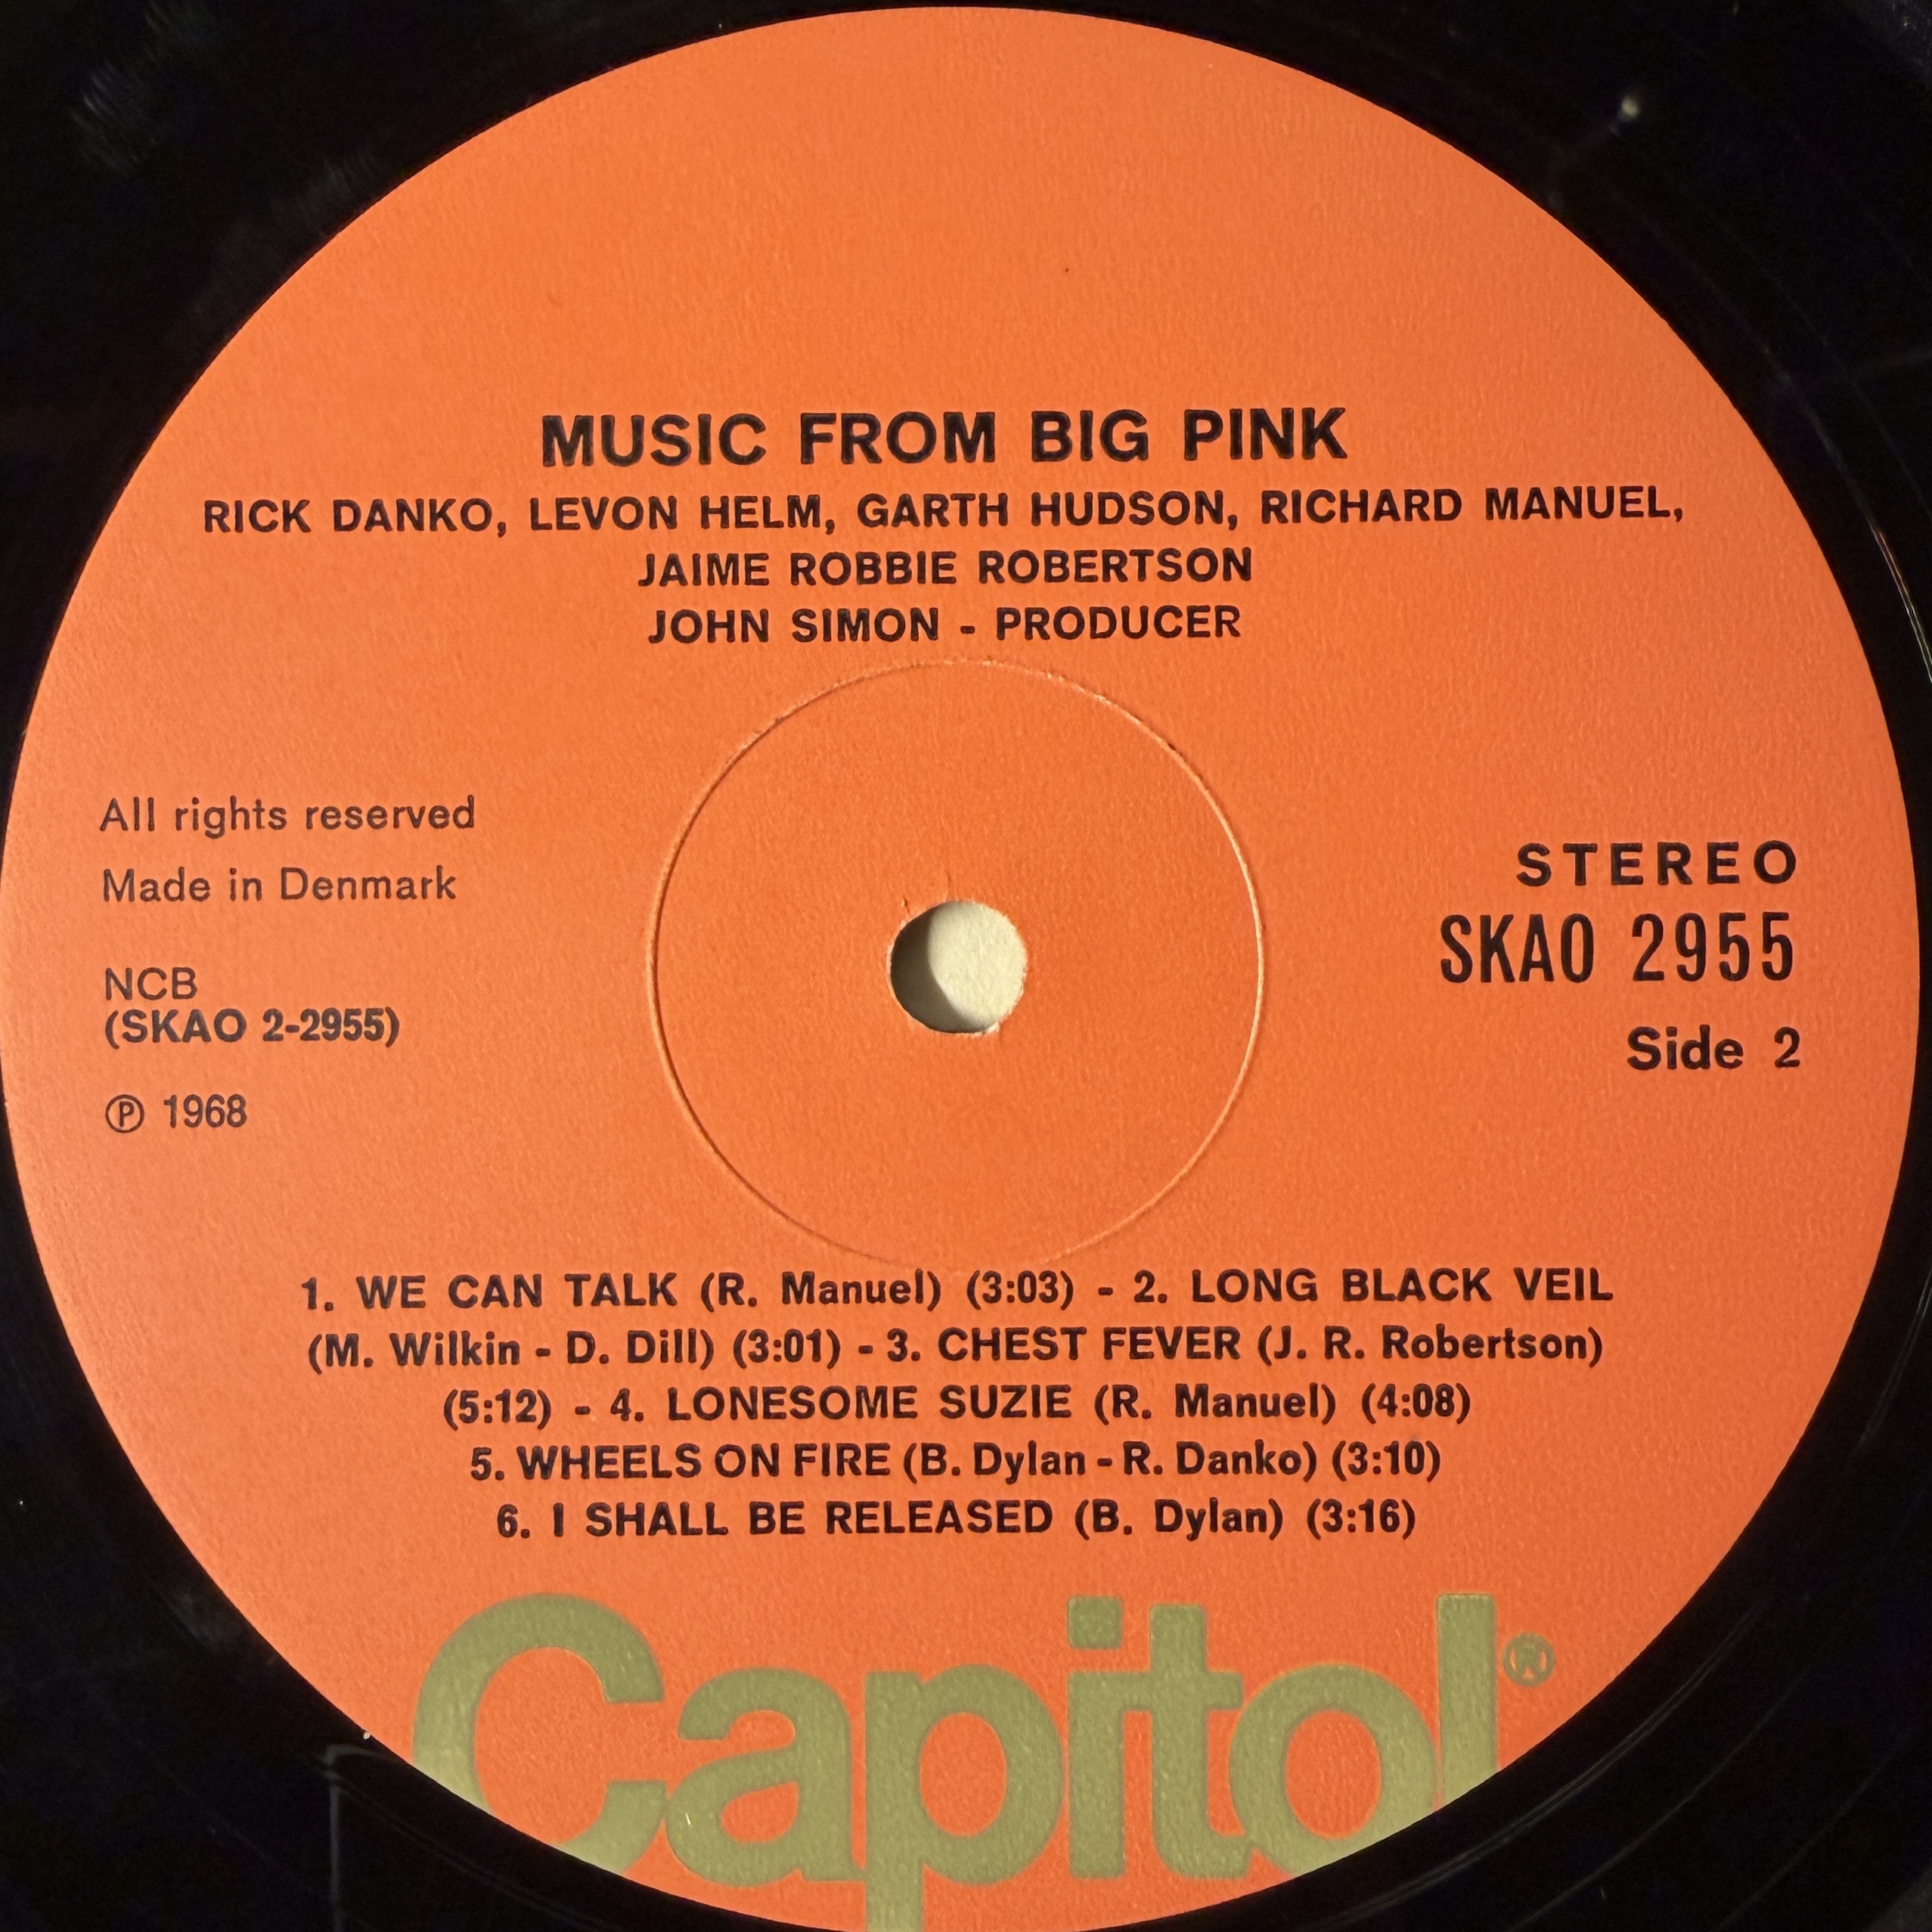 MUSIC FROM BIG PINK
RICK DANKO, LEVON HELM, GARTH HUDSON, RICHARD MANUEL,
JAIME ROBBIE ROBERTSON
JOHN SIMON - PRODUCER
All rights reserved
Made in Denmark
NCB
(SKAO 2-2955)
℗ 1968
STEREO
SKAO 2955
Side 2
1. WE CAN TALK (R. Manuel) (3:03) - 2. LONG BLACK VEIL
(M. Wilkin - D. Dill) (3:01) - 3. CHEST FEVER (J. R. Robertson)
(5:12) - 4. LONESOME SUZIE (R. Manuel) (4:08)
5. WHEELS ON FIRE (B. Dylan - R. Danko) (3:10)
6. I SHALL BE RELEASED (B. Dylan) (3:16)
Capitol®